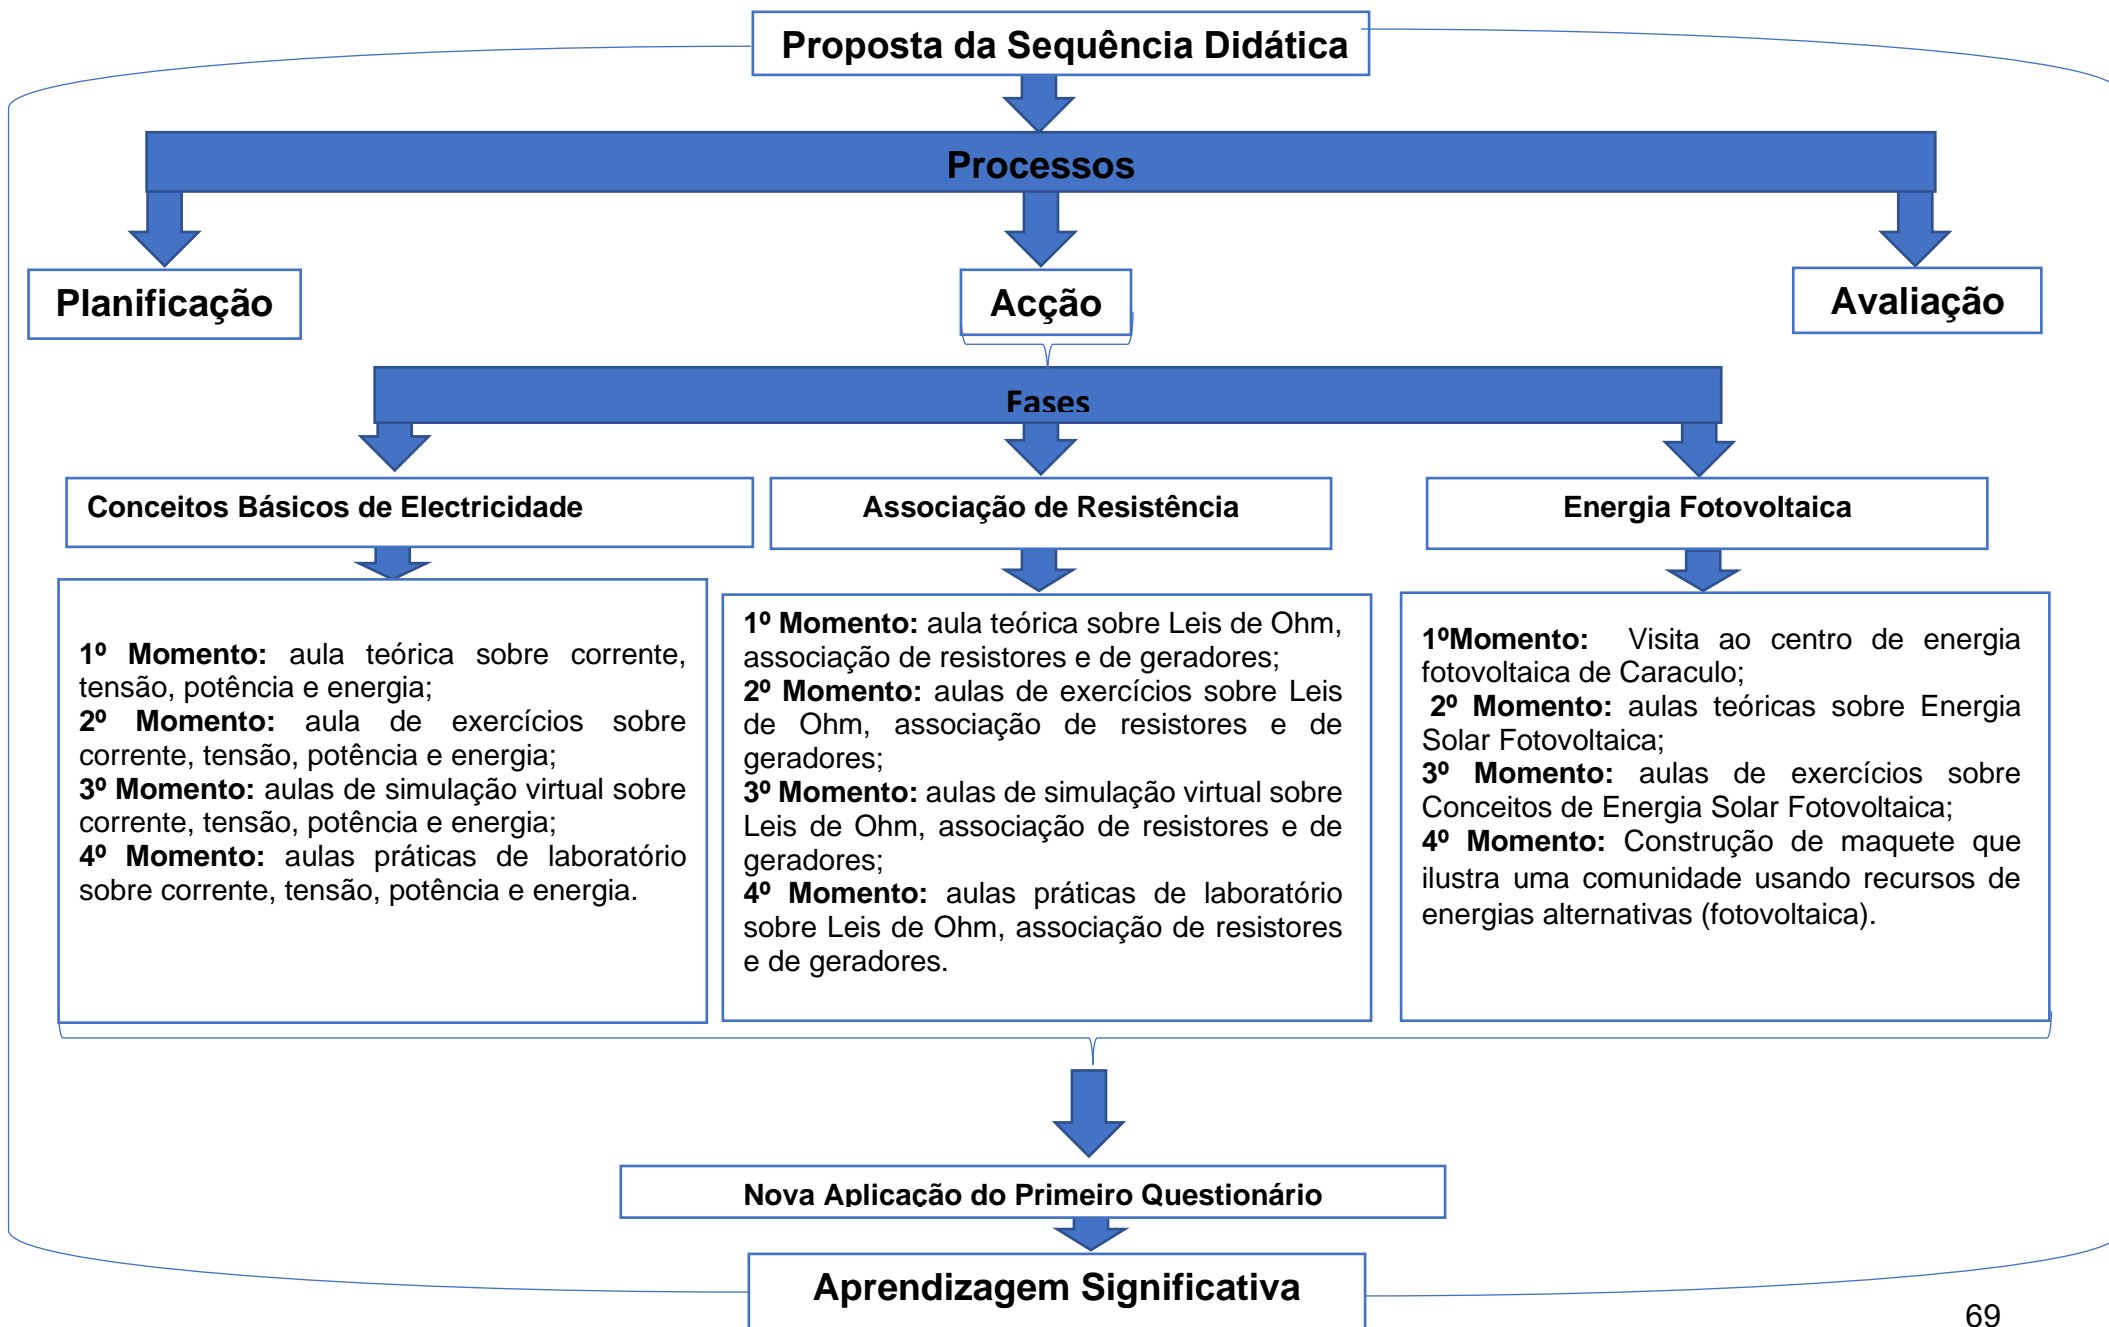 Proposta da Sequência Didática
Processos
Planificação
Acção
Avaliação
Fases
Conceitos Básicos de Electricidade
Associação de Resistência
Energia Fotovoltaica
1º Momento: aula teórica sobre corrente,
tensão, potência e energia;
2º Momento: aula de exercícios sobre
corrente, tensão, potência e energia;
3º Momento: aulas de simulação virtual sobre
corrente, tensão, potência e energia;
4º Momento: aulas práticas de laboratório
sobre corrente, tensão, potência e energia.
1º Momento: aula teórica sobre Leis de Ohm,
associação de resistores e de geradores;
2º Momento: aulas de exercícios sobre Leis
de Ohm, associação de resistores e de
geradores;
3º Momento: aulas de simulação virtual sobre
Leis de Ohm, associação de resistores e de
geradores;
4º Momento: aulas práticas de laboratório
sobre Leis de Ohm, associação de resistores
e de geradores.
1ºMomento: Visita ao centro de energia
fotovoltaica de Caraculo;
2º Momento: aulas teóricas sobre Energia
Solar Fotovoltaica;
3º Momento: aulas de exercícios sobre
Conceitos de Energia Solar Fotovoltaica;
4º Momento: Construção de maquete que
ilustra uma comunidade usando recursos de
energias alternativas (fotovoltaica).
Nova Aplicação do Primeiro Questionário
Aprendizagem Significativa
69